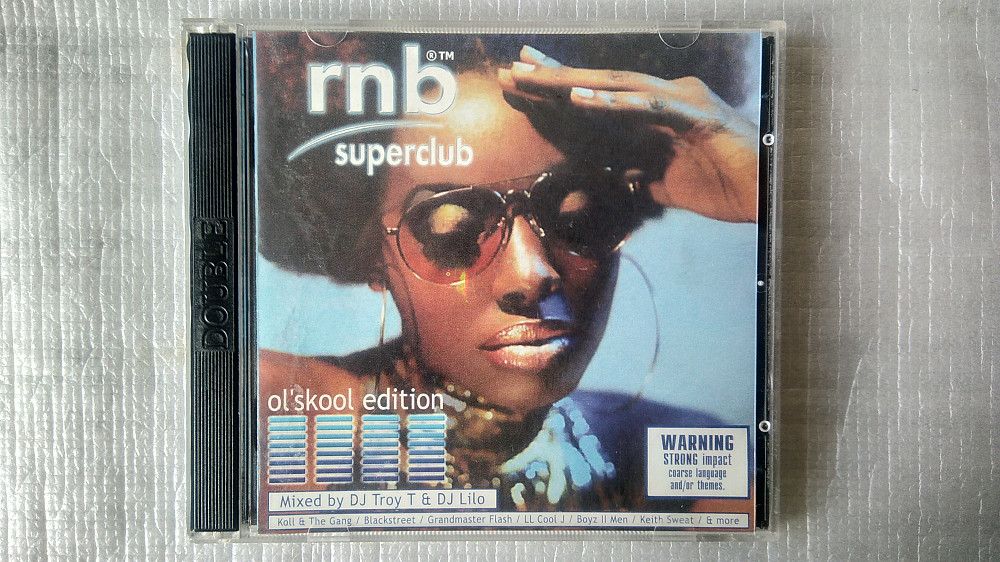 rnb®™
superclub
DOUBLE
ol'skool edition
Mixed by DJ Troy T & DJ Lilo
Koll & The Gang / Blackstreet / Grandmaster Flash / LL Cool J / Boyz II Men / Keith Sweat / & more
WARNING
STRONG impact
coarse language
and/or themes.